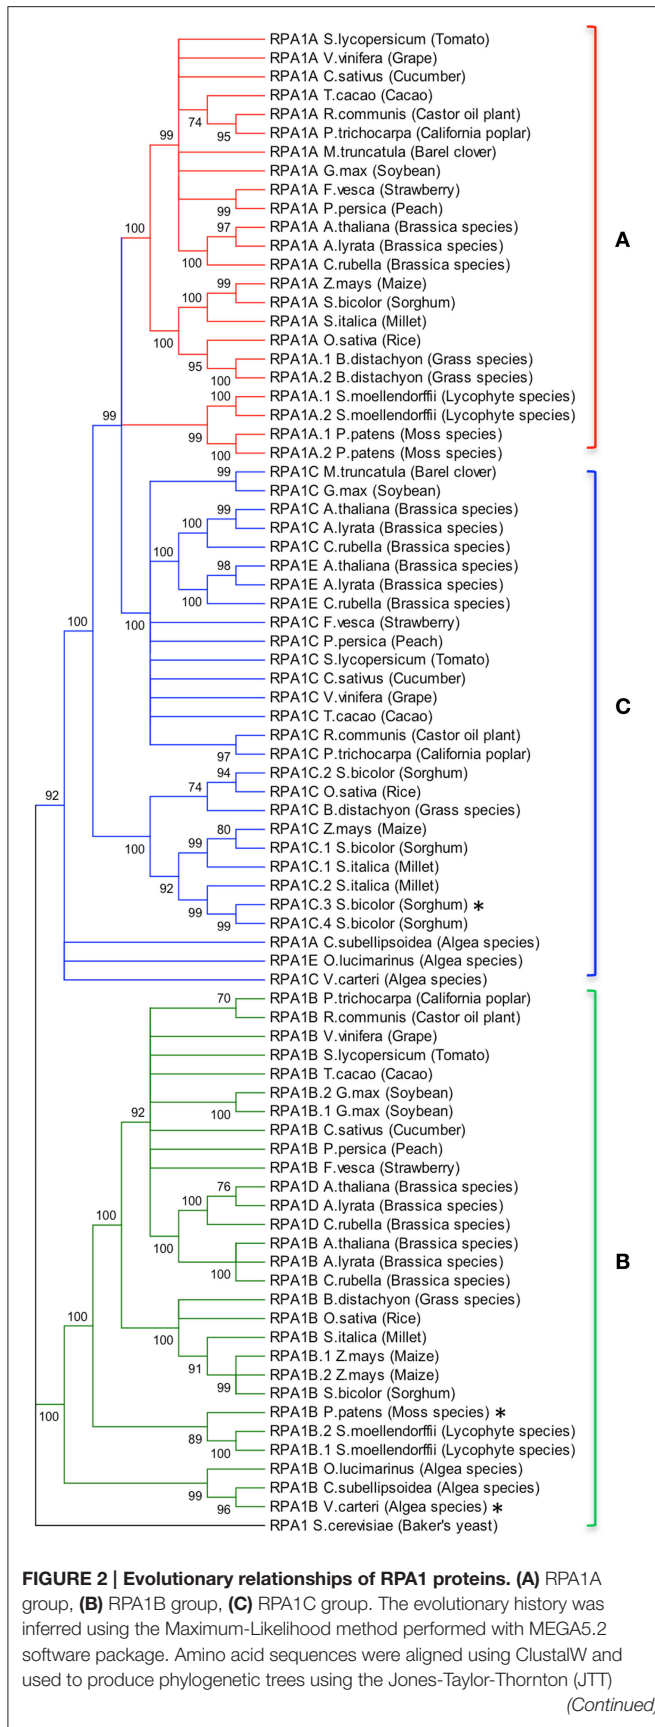 RPA1A S.lycopersicum (Tomato)
RPA1A V.vinifera (Grape)
RPA1A C.sativus (Cucumber)
RPA1A T.cacao (Cacao)
RPA1A R.communis (Castor oil plant)
RPA1A P.trichocarpa (California poplar)
RPA1A M.truncatula (Barel clover)
RPA1A G.max (Soybean)
RPA1A F.vesca (Strawberry)
RPA1A P.persica (Peach)
RPA1A A.thaliana (Brassica species)
RPA1A A.lyrata (Brassica species)
RPA1A C.rubella (Brassica species)
RPA1A Z.mays (Maize)
RPA1A S.bicolor (Sorghum)
RPA1A S.italica (Millet)
RPA1A O.sativa (Rice)
RPA1A.1 B.distachyon (Grass species)
RPA1A.2 B.distachyon (Grass species)
RPA1A.1 S.moellendorffii (Lycophyte species)
RPA1A.2 S.moellendorffii (Lycophyte species)
RPA1A.1 P.patens (Moss species)
RPA1A.2 P.patens (Moss species)
74
95
99
99
97
100
100
99
100
100
95
100
100
99
100
99
A
RPA1C M.truncatula (Barel clover)
RPA1C G.max (Soybean)
RPA1C A.thaliana (Brassica species)
RPA1C A.lyrata (Brassica species)
RPA1C C.rubella (Brassica species)
RPA1E A.thaliana (Brassica species)
RPA1E A.lyrata (Brassica species)
RPA1E C.rubella (Brassica species)
RPA1C F.vesca (Strawberry)
RPA1C P.persica (Peach)
RPA1C S.lycopersicum (Tomato)
RPA1C C.sativus (Cucumber)
RPA1C V.vinifera (Grape)
RPA1C T.cacao (Cacao)
RPA1C R.communis (Castor oil plant)
RPA1C P.trichocarpa (California poplar)
RPA1C.2 S.bicolor (Sorghum)
RPA1C O.sativa (Rice)
RPA1C B.distachyon (Grass species)
RPA1C Z.mays (Maize)
RPA1C.1 S.bicolor (Sorghum)
RPA1C.1 S.italica (Millet)
RPA1C.2 S.italica (Millet)
RPA1C.3 S.bicolor (Sorghum) *
RPA1C.4 S.bicolor (Sorghum)
RPA1A C.subellipsoidea (Algea species)
RPA1E O.lucimarinus (Algea species)
RPA1C V.carteri (Algea species)
99
99
100
100
98
100
100
100
97
94
74
92
80
99
100
92
99
99
C
RPA1B P.trichocarpa (California poplar)
RPA1B R.communis (Castor oil plant)
RPA1B V.vinifera (Grape)
RPA1B S.lycopersicum (Tomato)
RPA1B T.cacao (Cacao)
RPA1B.2 G.max (Soybean)
RPA1B.1 G.max (Soybean)
RPA1B C.sativus (Cucumber)
RPA1B P.persica (Peach)
RPA1B F.vesca (Strawberry)
RPA1D A.thaliana (Brassica species)
RPA1D A.lyrata (Brassica species)
RPA1D C.rubella (Brassica species)
RPA1B A.thaliana (Brassica species)
RPA1B A.lyrata (Brassica species)
RPA1B C.rubella (Brassica species)
RPA1B B.distachyon (Grass species)
RPA1B O.sativa (Rice)
RPA1B S.italica (Millet)
RPA1B.1 Z.mays (Maize)
RPA1B.2 Z.mays (Maize)
RPA1B S.bicolor (Sorghum)
RPA1B P.patens (Moss species) *
RPA1B.2 S.moellendorffii (Lycophyte species)
RPA1B.1 S.moellendorffii (Lycophyte species)
RPA1B O.lucimarinus (Algea species)
RPA1B C.subellipsoidea (Algea species)
RPA1B V.carteri (Algea species) *
RPA1 S.cerevisiae (Baker's yeast)
70
92
100
76
100
100
100
100
100
100
91
99
100
89
100
99
96
B
FIGURE 2 | Evolutionary relationships of RPA1 proteins. (A) RPA1A
group, (B) RPA1B group, (C) RPA1C group. The evolutionary history was
inferred using the Maximum-Likelihood method performed with MEGA5.2
software package. Amino acid sequences were aligned using ClustalW and
used to produce phylogenetic trees using the Jones-Taylor-Thornton (JTT)
(Continued)